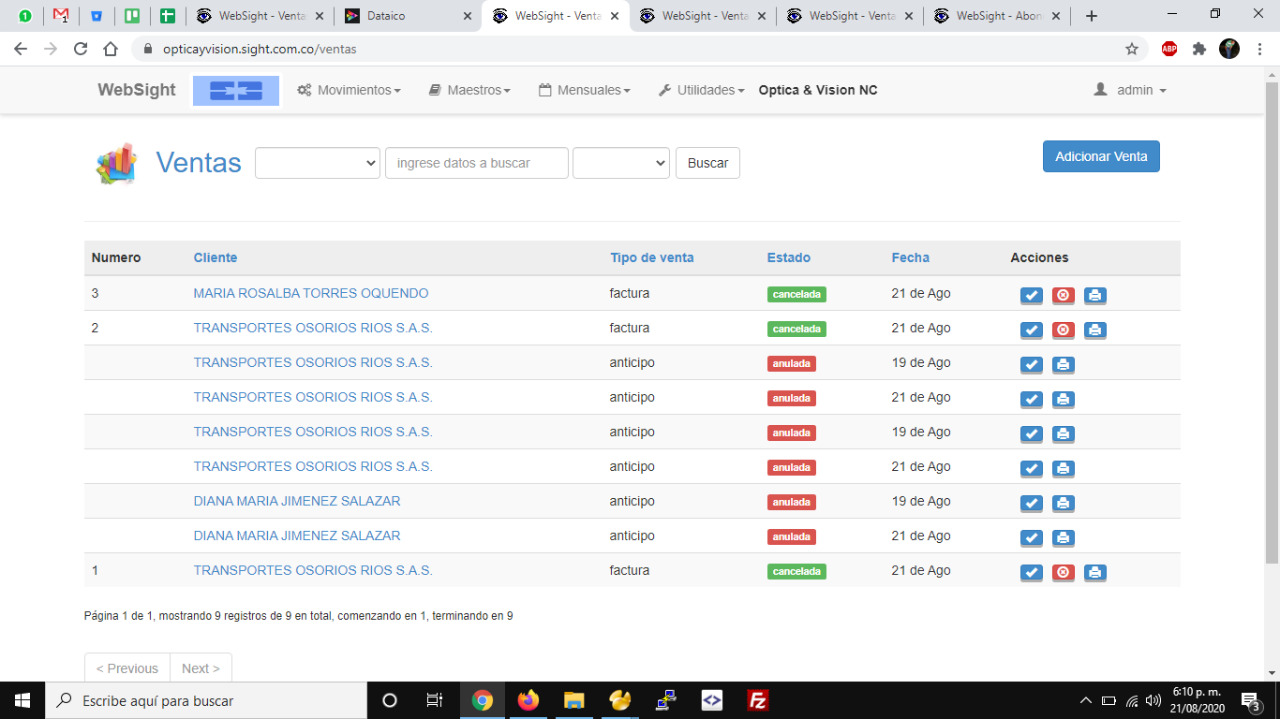 1
1
WebSight - Venta
Dataico
WebSight - Venta
WebSight - Venta
WebSight - Venta
WebSight - Abon
opticayvision.sight.com.co/ventas
ABP
WebSight Movimientos Maestros Mensuales Utilidades Optica & Vision NC admin
Ventas ingrese datos a buscar Buscar Adicionar Venta
Numero Cliente Tipo de venta Estado Fecha Acciones
3 MARIA ROSALBA TORRES OQUENDO factura cancelada 21 de Ago
2 TRANSPORTES OSORIOS RIOS S.A.S. factura cancelada 21 de Ago
TRANSPORTES OSORIOS RIOS S.A.S. anticipo anulada 19 de Ago
TRANSPORTES OSORIOS RIOS S.A.S. anticipo anulada 21 de Ago
TRANSPORTES OSORIOS RIOS S.A.S. anticipo anulada 19 de Ago
TRANSPORTES OSORIOS RIOS S.A.S. anticipo anulada 21 de Ago
DIANA MARIA JIMENEZ SALAZAR anticipo anulada 19 de Ago
DIANA MARIA JIMENEZ SALAZAR anticipo anulada 21 de Ago
1 TRANSPORTES OSORIOS RIOS S.A.S. factura cancelada 21 de Ago
Página 1 de 1, mostrando 9 registros de 9 en total, comenzando en 1, terminando en 9
< Previous Next >
Escribe aquí para buscar
Fz
6:10 p. m.
21/08/2020
3